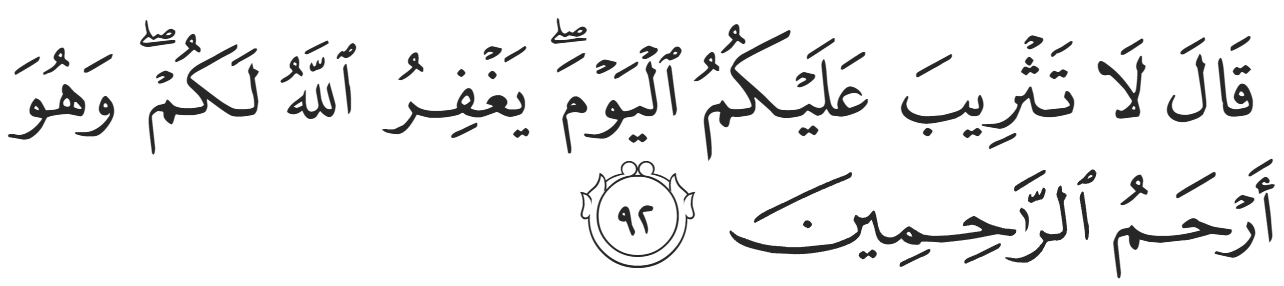 قَالَ لَا تَثْرِيبَ عَلَيْكُمُ ٱلْيَوْمَ ۖ يَغْفِرُ ٱللَّهُ لَكُمْ ۖ وَهُوَ
أَرْحَمُ ٱلرَّٰحِمِينَ ٩٢